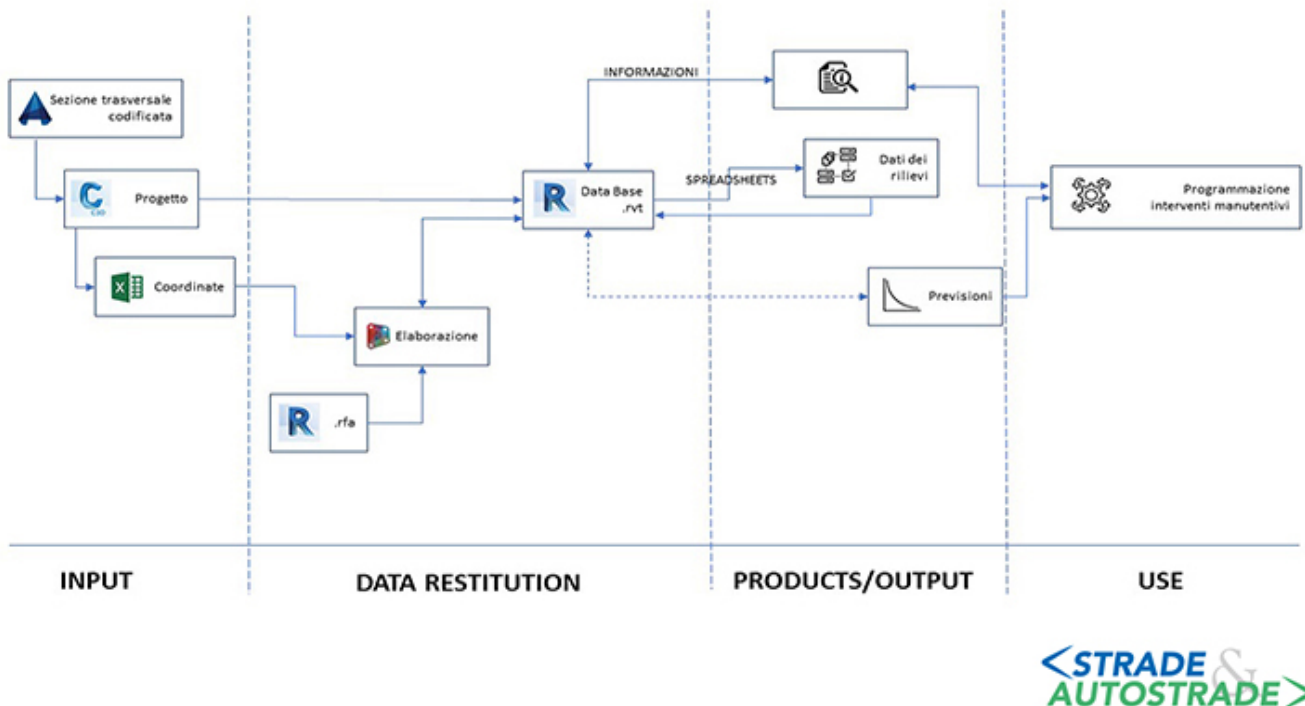 INFORMAZIONI
Sezione trasversale
codificata
Dati dei
rilievi
SPREADSHEETS
Progetto
Data Base
.rvt
Programmazione
interventi manutentivi
Coordinate
Previsioni
Elaborazione
.rfa
INPUT
DATA RESTITUTION
PRODUCTS/OUTPUT
USE
<STRADE &
AUTOSTRADE>